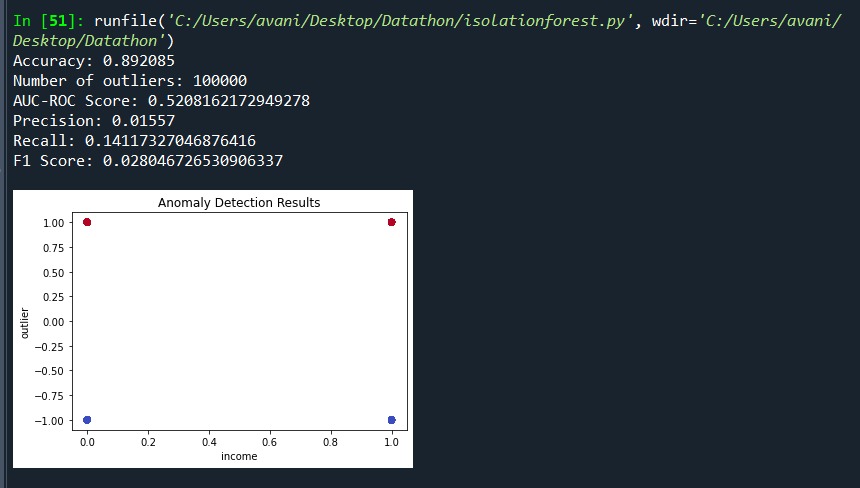 In [51]: runfile('C:/Users/avani/Desktop/Datathon/isolationforest.py', wdir='C:/Users/avani/
Desktop/Datathon')
Accuracy: 0.892085
Number of outliers: 100000
AUC-ROC Score: 0.5208162172949278
Precision: 0.01557
Recall: 0.14117327046876416
F1 Score: 0.028046726530906337
Anomaly Detection Results
1.00
0.75
0.50
0.25
0.00
−0.25
−0.50
−0.75
−1.00
outlier
0.0 0.2 0.4 0.6 0.8 1.0
income